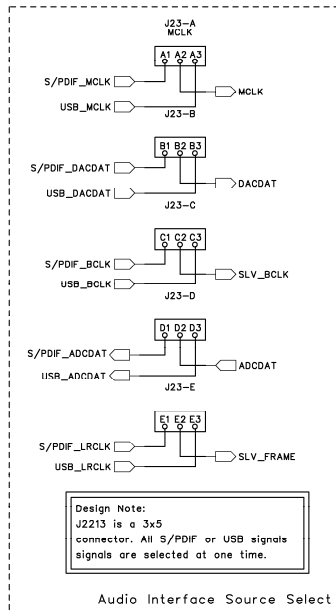 J23-A
MCLK
A1 A2 A3
S/PDIF_MCLK
MCLK
USB_MCLK
J23-B
B1 B2 B3
S/PDIF_DACDAT
DACDAT
USB_DACDAT
J23-C
C1 C2 C3
S/PDIF_BCLK
SLV_BCLK
USB_BCLK
J23-D
D1 D2 D3
S/PDIF_ADCDAT
ADCDAT
USB_ADCDAT
J23-E
E1 E2 E3
S/PDIF_LRCLK
SLV_FRAME
USB_LRCLK
Design Note:
J2213 is a 3x5
connector. All S/PDIF or USB signals
signals are selected at one time.
Audio Interface Source Select